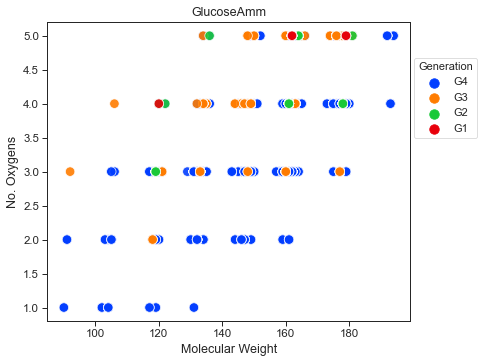 GlucoseAmm
5.0
4.5
4.0
3.5
3.0
2.5
2.0
1.5
1.0
No. Oxygens
100 120 140 160 180
Molecular Weight
Generation
G4
G3
G2
G1